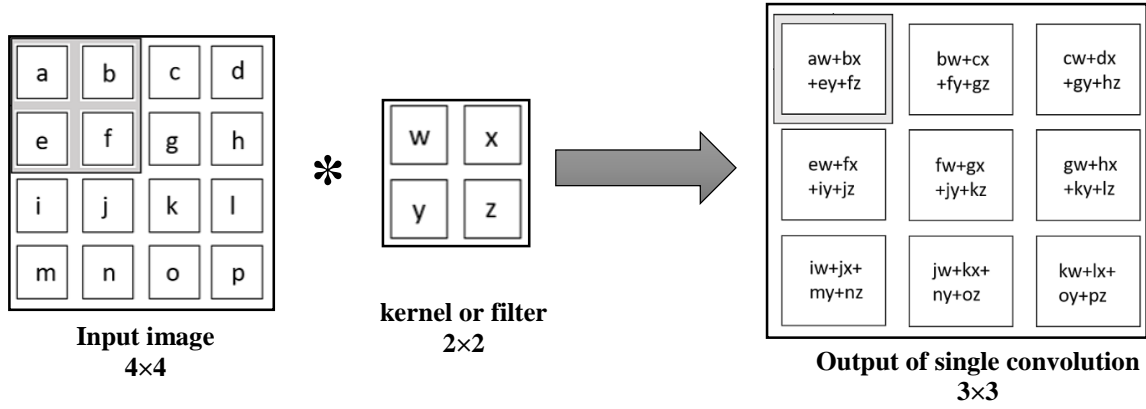 a b c d
e f g h
i j k l
m n o p
Input image
4×4
*
w x
y z
kernel or filter
2×2
aw+bx
+ey+fz
bw+cx
+fy+gz
cw+dx
+gy+hz
ew+fx
+iy+jz
fw+gx
+jy+kz
gw+hx
+ky+lz
iw+jx+
my+nz
jw+kx+
ny+oz
kw+lx+
oy+pz
Output of single convolution
3×3